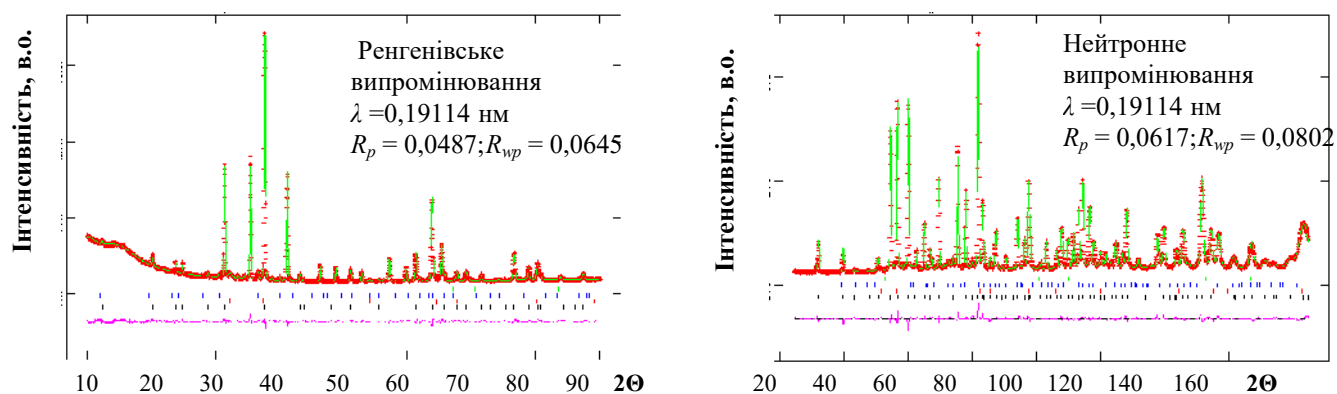 Інтенсивність, в.о.
Ренгенівське
випромінювання
λ =0,19114 нм
Rp = 0,0487;Rwp = 0,0645
10 20 30 40 50 60 70 80 90 2Θ
Інтенсивність, в.о.
Нейтронне
випромінювання
λ =0,19114 нм
Rp = 0,0617;Rwp = 0,0802
20 40 60 80 100 120 140 160 2Θ